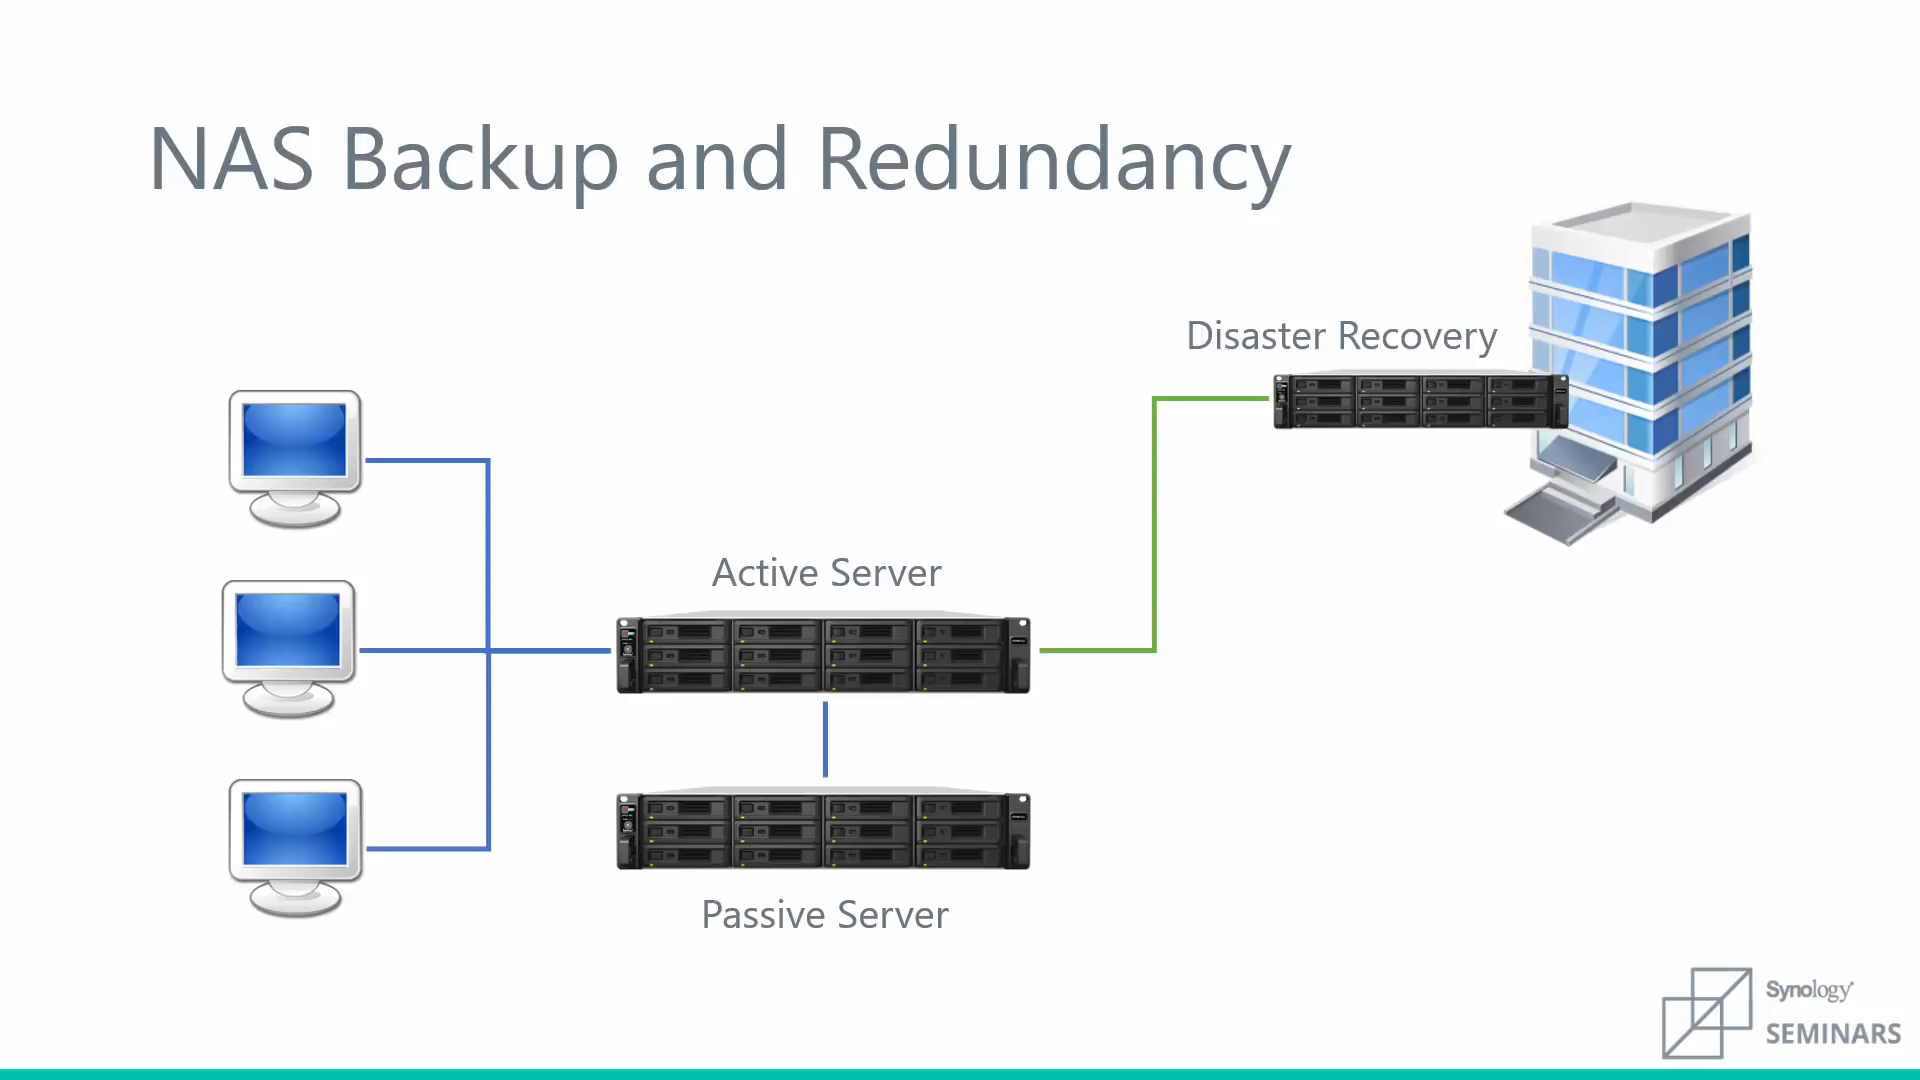 NAS Backup and Redundancy
Disaster Recovery
Active Server
Passive Server
Synology
SEMINARS